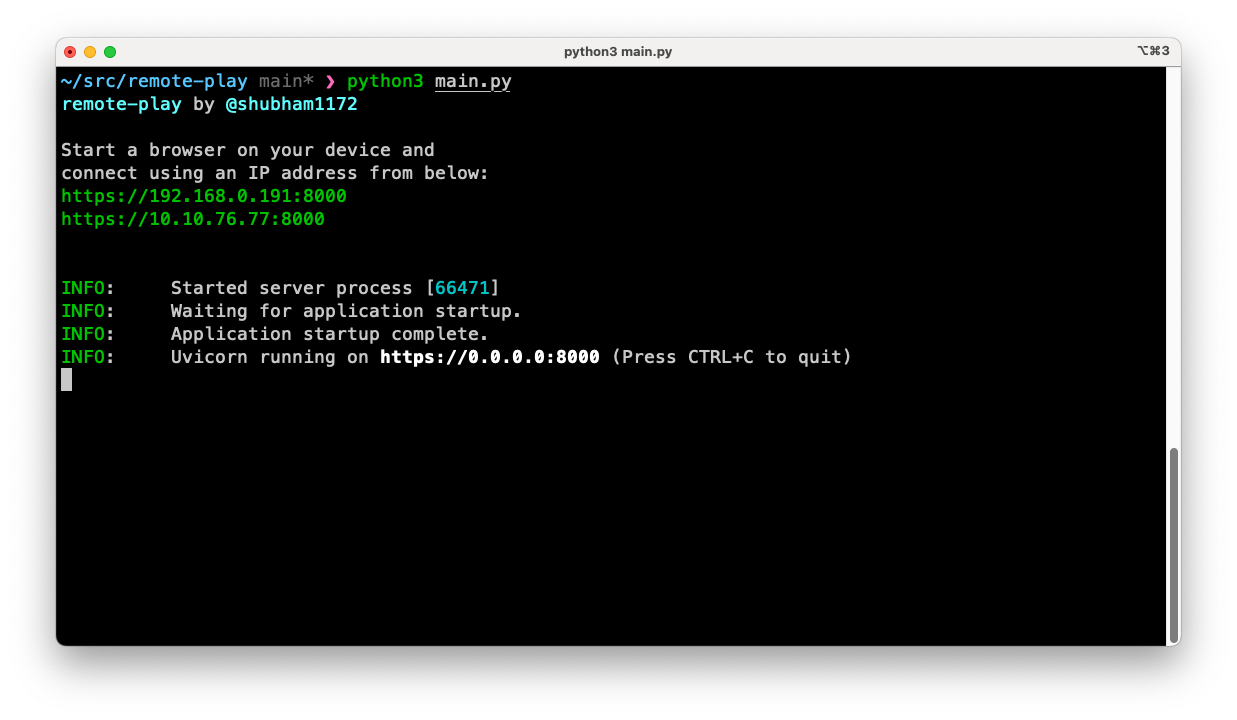 python3 main.py
⌥⌘3
~/src/remote-play main* ❯ python3 main.py
remote-play by @shubham1172
Start a browser on your device and
connect using an IP address from below:
https://192.168.0.191:8000
https://10.10.76.77:8000
INFO:     Started server process [66471]
INFO:     Waiting for application startup.
INFO:     Application startup complete.
INFO:     Uvicorn running on https://0.0.0.0:8000 (Press CTRL+C to quit)